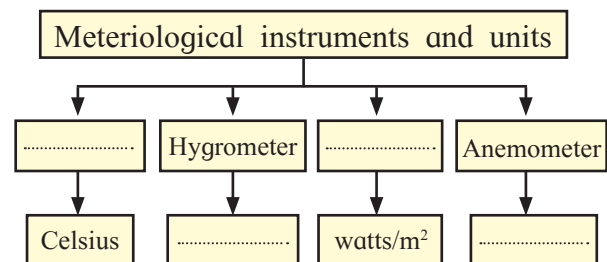 Meteriological instruments and units
........................ Hygrometer ........................ Anemometer
Celsius ........................ watts/m² ........................